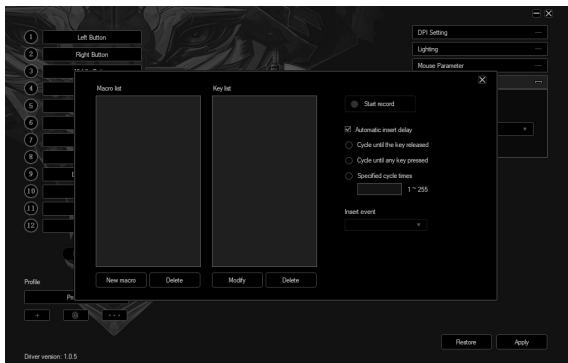 1 Left Button
2 Right Button
3
4
5
6
7
8
9
10
11
12
DPI Setting
Lighting
Mouse Parameter
Macro list
Key list
Start record
Automatic insert delay
Cycle until the key released
Cycle until any key pressed
Specified cycle times
1 ~ 255
Insert event
New macro
Delete
Modify
Delete
Profile
+
Restore
Apply
Driver version: 1.0.5